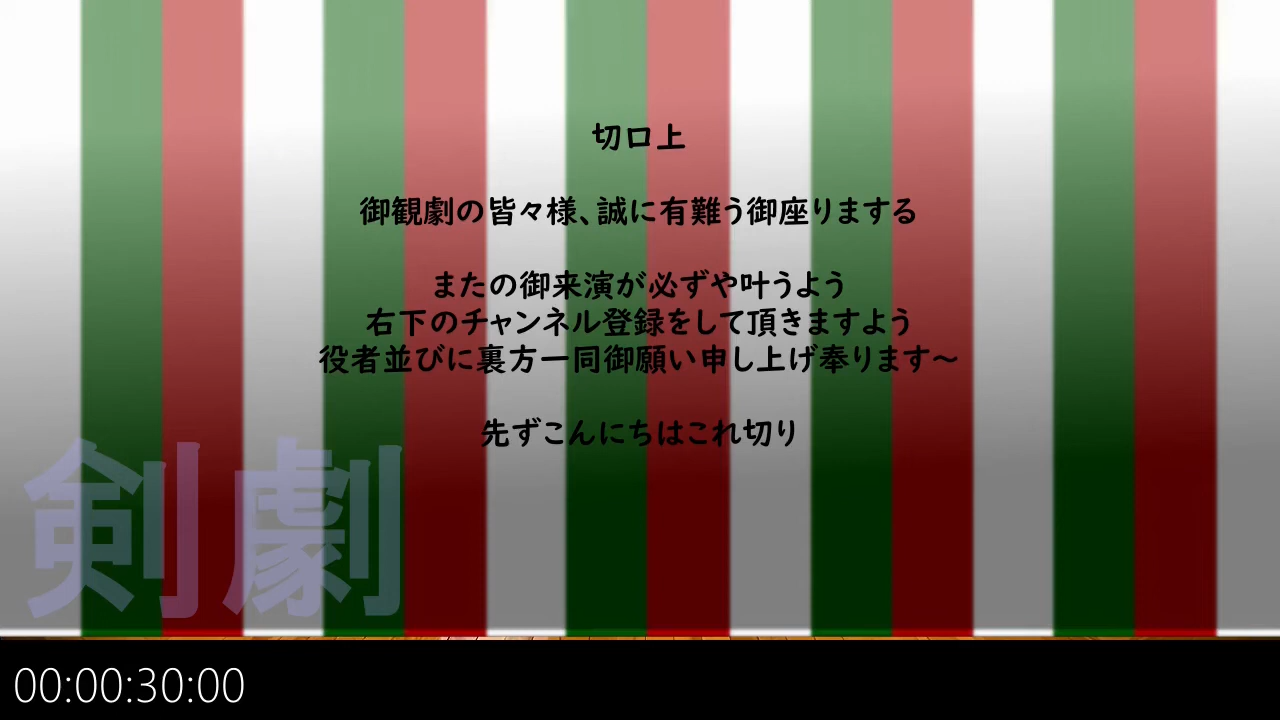 切口上
御観劇の皆々様、誠に有難う御座りまする
またの御来演が必ずや叶うよう
右下のチャンネル登録をして頂きますよう
役者並びに裏方一同御願い申し上げ奉ります～
先ずこんにちはこれ切り
剣劇
00:00:30:00